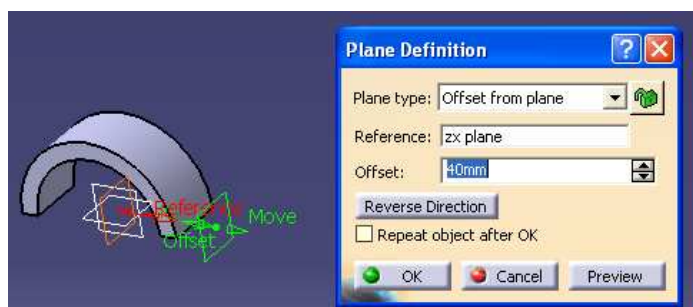 Plane Definition
Plane type: Offset from plane
Reference: zx plane
Offset: 40mm
Reverse Direction
Repeat object after OK
OK Cancel Preview
Reference
Move
Offset